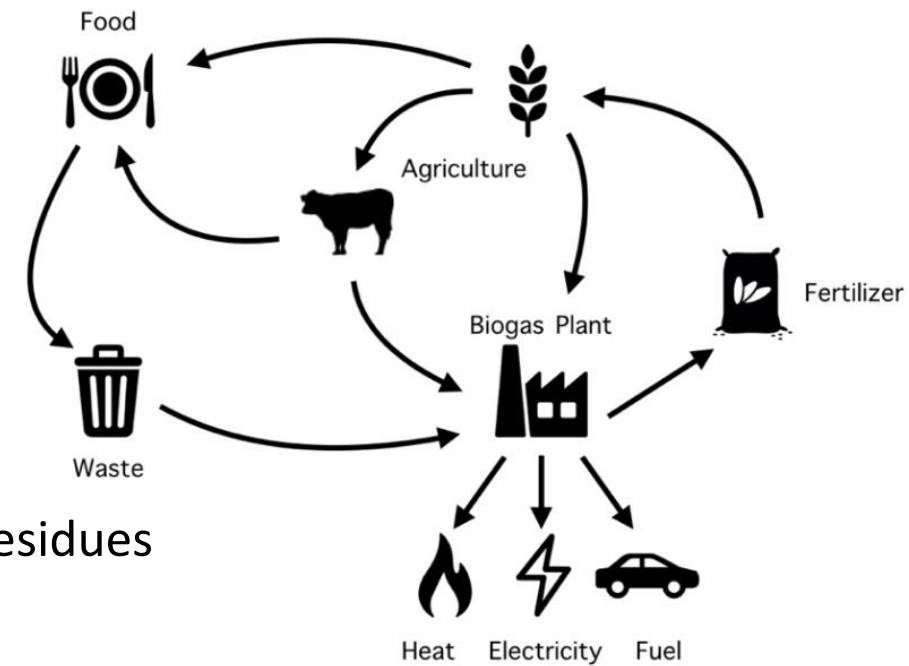 Food
Agriculture
Fertilizer
Biogas Plant
Waste
esidues
Heat Electricity Fuel